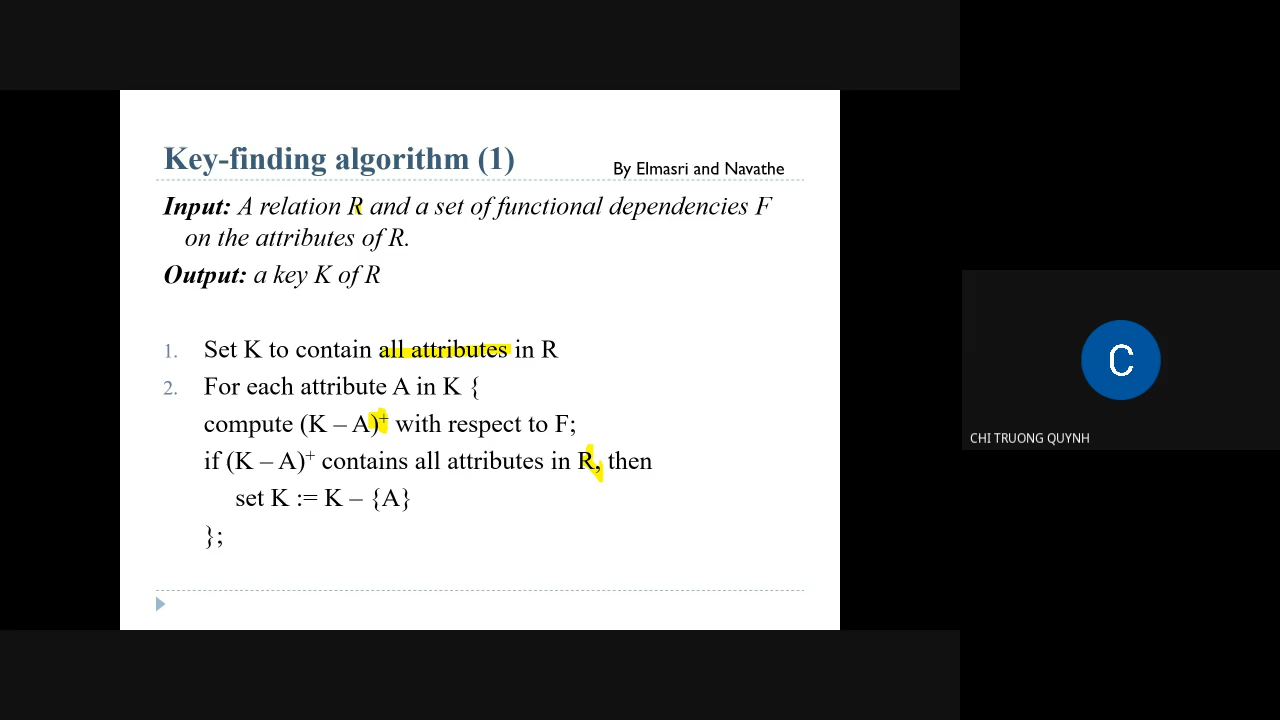 Key-finding algorithm (1)
By Elmasri and Navathe
Input: A relation R and a set of functional dependencies F
on the attributes of R.
Output: a key K of R
1. Set K to contain all attributes in R
2. For each attribute A in K {
compute (K – A)⁺ with respect to F;
if (K – A)⁺ contains all attributes in R, then
set K := K – {A}
};
C
CHI TRUONG QUYNH